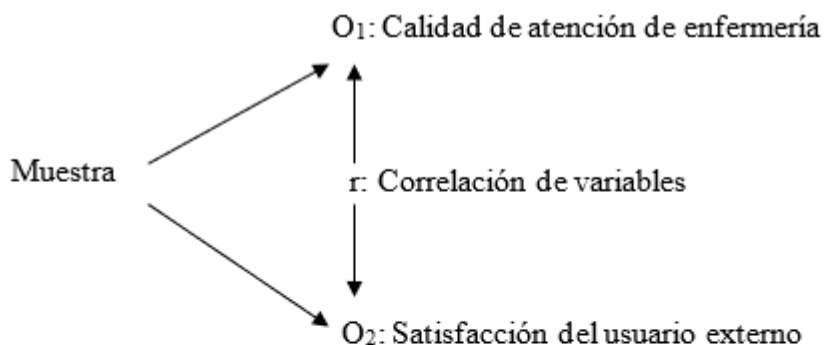 O₁: Calidad de atención de enfermería
Muestra
r: Correlación de variables
O₂: Satisfacción del usuario externo